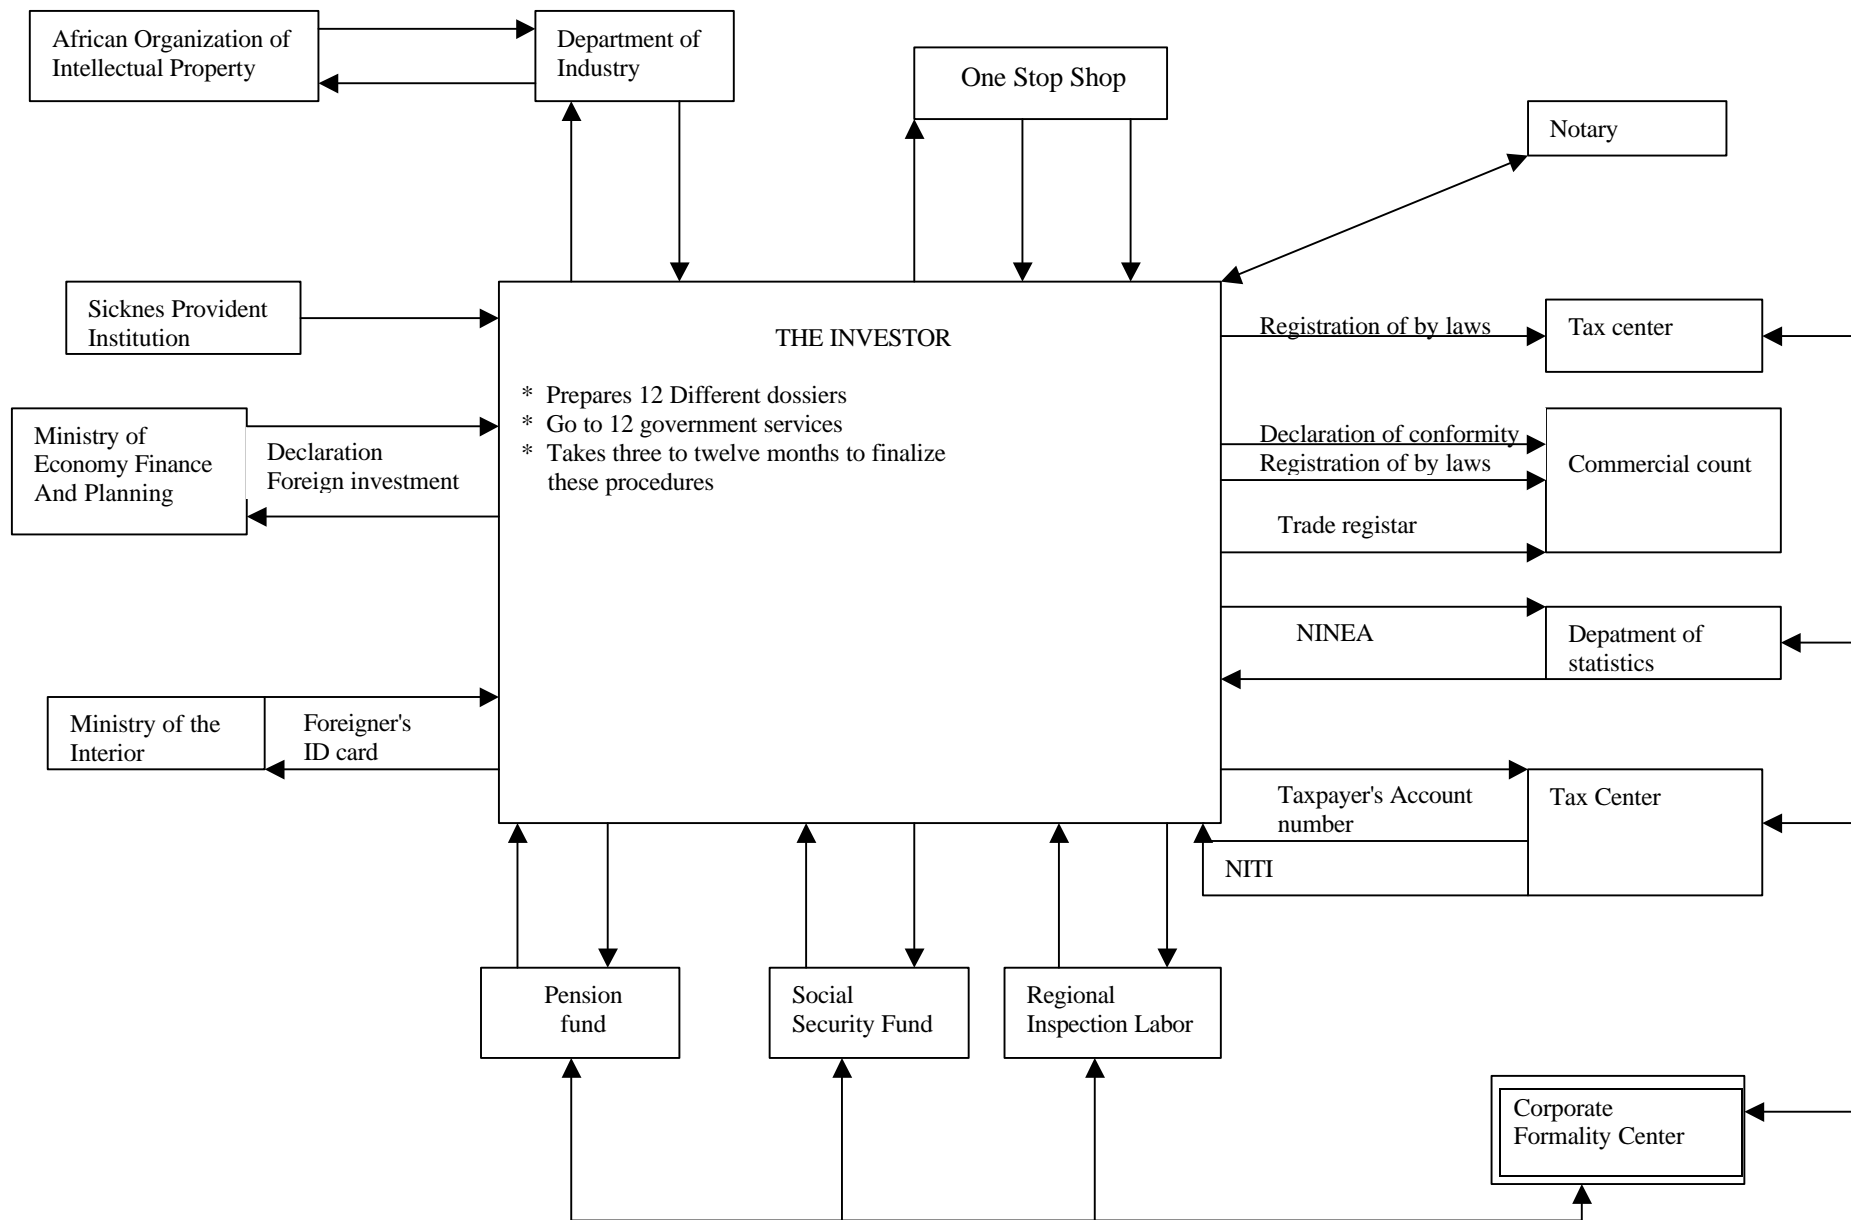 African Organization of
Intellectual Property
Department of
Industry
One Stop Shop
Notary
Sicknes Provident
Institution
THE INVESTOR
* Prepares 12 Different dossiers
* Go to 12 government services
* Takes three to twelve months to finalize
these procedures
Registration of by laws
Tax center
Ministry of
Economy Finance
And Planning
Declaration
Foreign investment
Declaration of conformity
Registration of by laws
Trade registar
Commercial count
NINEA
Depatment of
statistics
Ministry of the
Interior
Foreigner's
ID card
Taxpayer's Account
number
NITI
Tax Center
Pension
fund
Social
Security Fund
Regional
Inspection Labor
Corporate
Formality Center